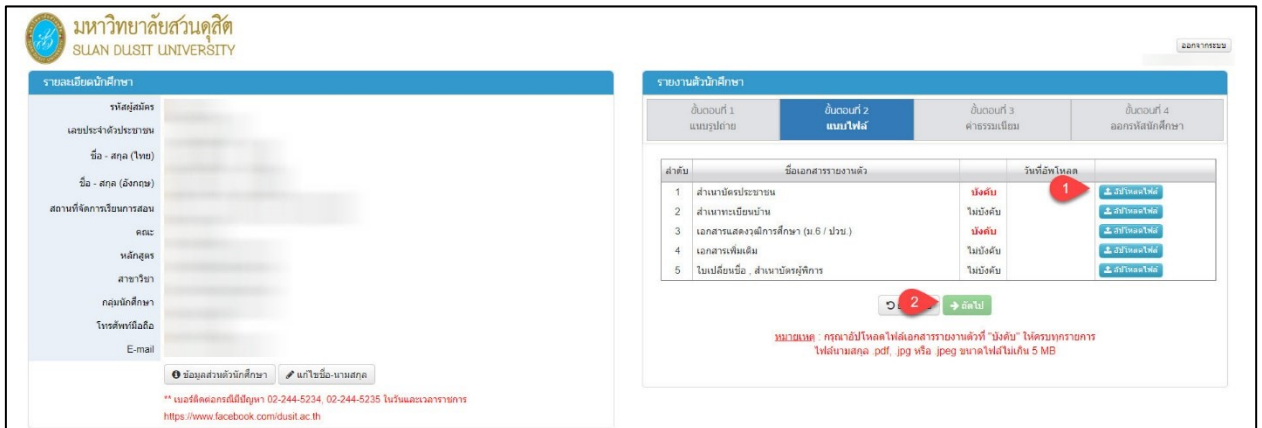 มหาวิทยาลัยสวนดุสิต
SUAN DUSIT UNIVERSITY
ออกจากระบบ
รายละเอียดนักศึกษา
รหัสผู้สมัคร
เลขประจำตัวประชาชน
ชื่อ - สกุล (ไทย)
ชื่อ - สกุล (อังกฤษ)
สถานที่จัดการเรียนการสอน
คณะ
หลักสูตร
สาขาวิชา
กลุ่มนักศึกษา
โทรศัพท์มือถือ
E-mail
ข้อมูลส่วนตัวนักศึกษา แก้ไขชื่อ-นามสกุล
** เบอร์ติดต่อกรณีมีปัญหา 02-244-5234, 02-244-5235 ในวันและเวลาราชการ
https://www.facebook.com/dusit.ac.th
รายงานตัวนักศึกษา
ขั้นตอนที่ 1 ขั้นตอนที่ 2 ขั้นตอนที่ 3 ขั้นตอนที่ 4
แนบรูปถ่าย แนบไฟล์ ค่าธรรมเนียม ออกรหัสนักศึกษา
ลำดับ ชื่อเอกสารรายงานตัว วันที่อัพโหลด
1 สำเนาบัตรประชาชน บังคับ 1 อัปโหลดไฟล์
2 สำเนาทะเบียนบ้าน ไม่บังคับ อัปโหลดไฟล์
3 เอกสารแสดงวุฒิการศึกษา (ม.6 / ปวช.) บังคับ อัปโหลดไฟล์
4 เอกสารเพิ่มเติม ไม่บังคับ อัปโหลดไฟล์
5 ใบเปลี่ยนชื่อ , สำเนาบัตรผู้พิการ ไม่บังคับ อัปโหลดไฟล์
2 ถัดไป
หมายเหตุ : กรุณาอัปโหลดไฟล์เอกสารรายงานตัวที่ "บังคับ" ให้ครบทุกรายการ
ไฟล์นามสกุล .pdf, .jpg หรือ .jpeg ขนาดไฟล์ไม่เกิน 5 MB